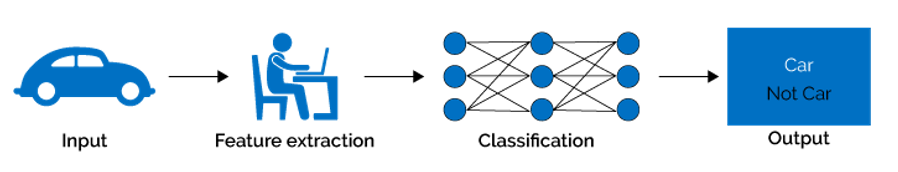 Car
Not Car
Input
Feature extraction
Classification
Output